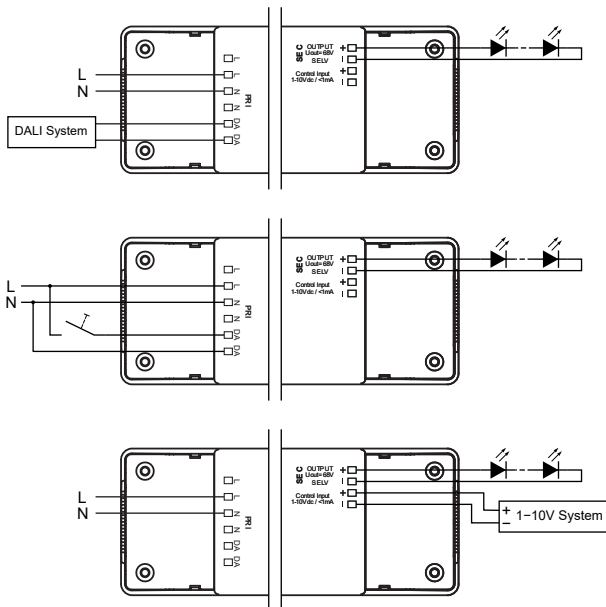 L
N
DALI System
L
L
N
N
DA
DA
PRI
SEC
OUTPUT
Uout=68V
SELV
Control Input
1-10Vdc / <1mA
+
I
+
I
L
N
L
L
N
N
DA
DA
PRI
SEC
OUTPUT
Uout=68V
SELV
Control Input
1-10Vdc / <1mA
+
I
+
I
L
N
L
L
N
N
DA
DA
PRI
SEC
OUTPUT
Uout=68V
SELV
Control Input
1-10Vdc / <1mA
+
I
+
I
+
−
1−10V System